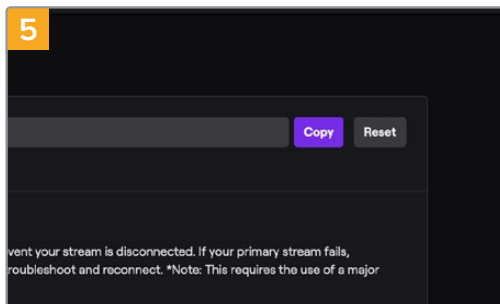 5
Copy Reset
vent your stream is disconnected. If your primary stream fails,
roubleshoot and reconnect. *Note: This requires the use of a major